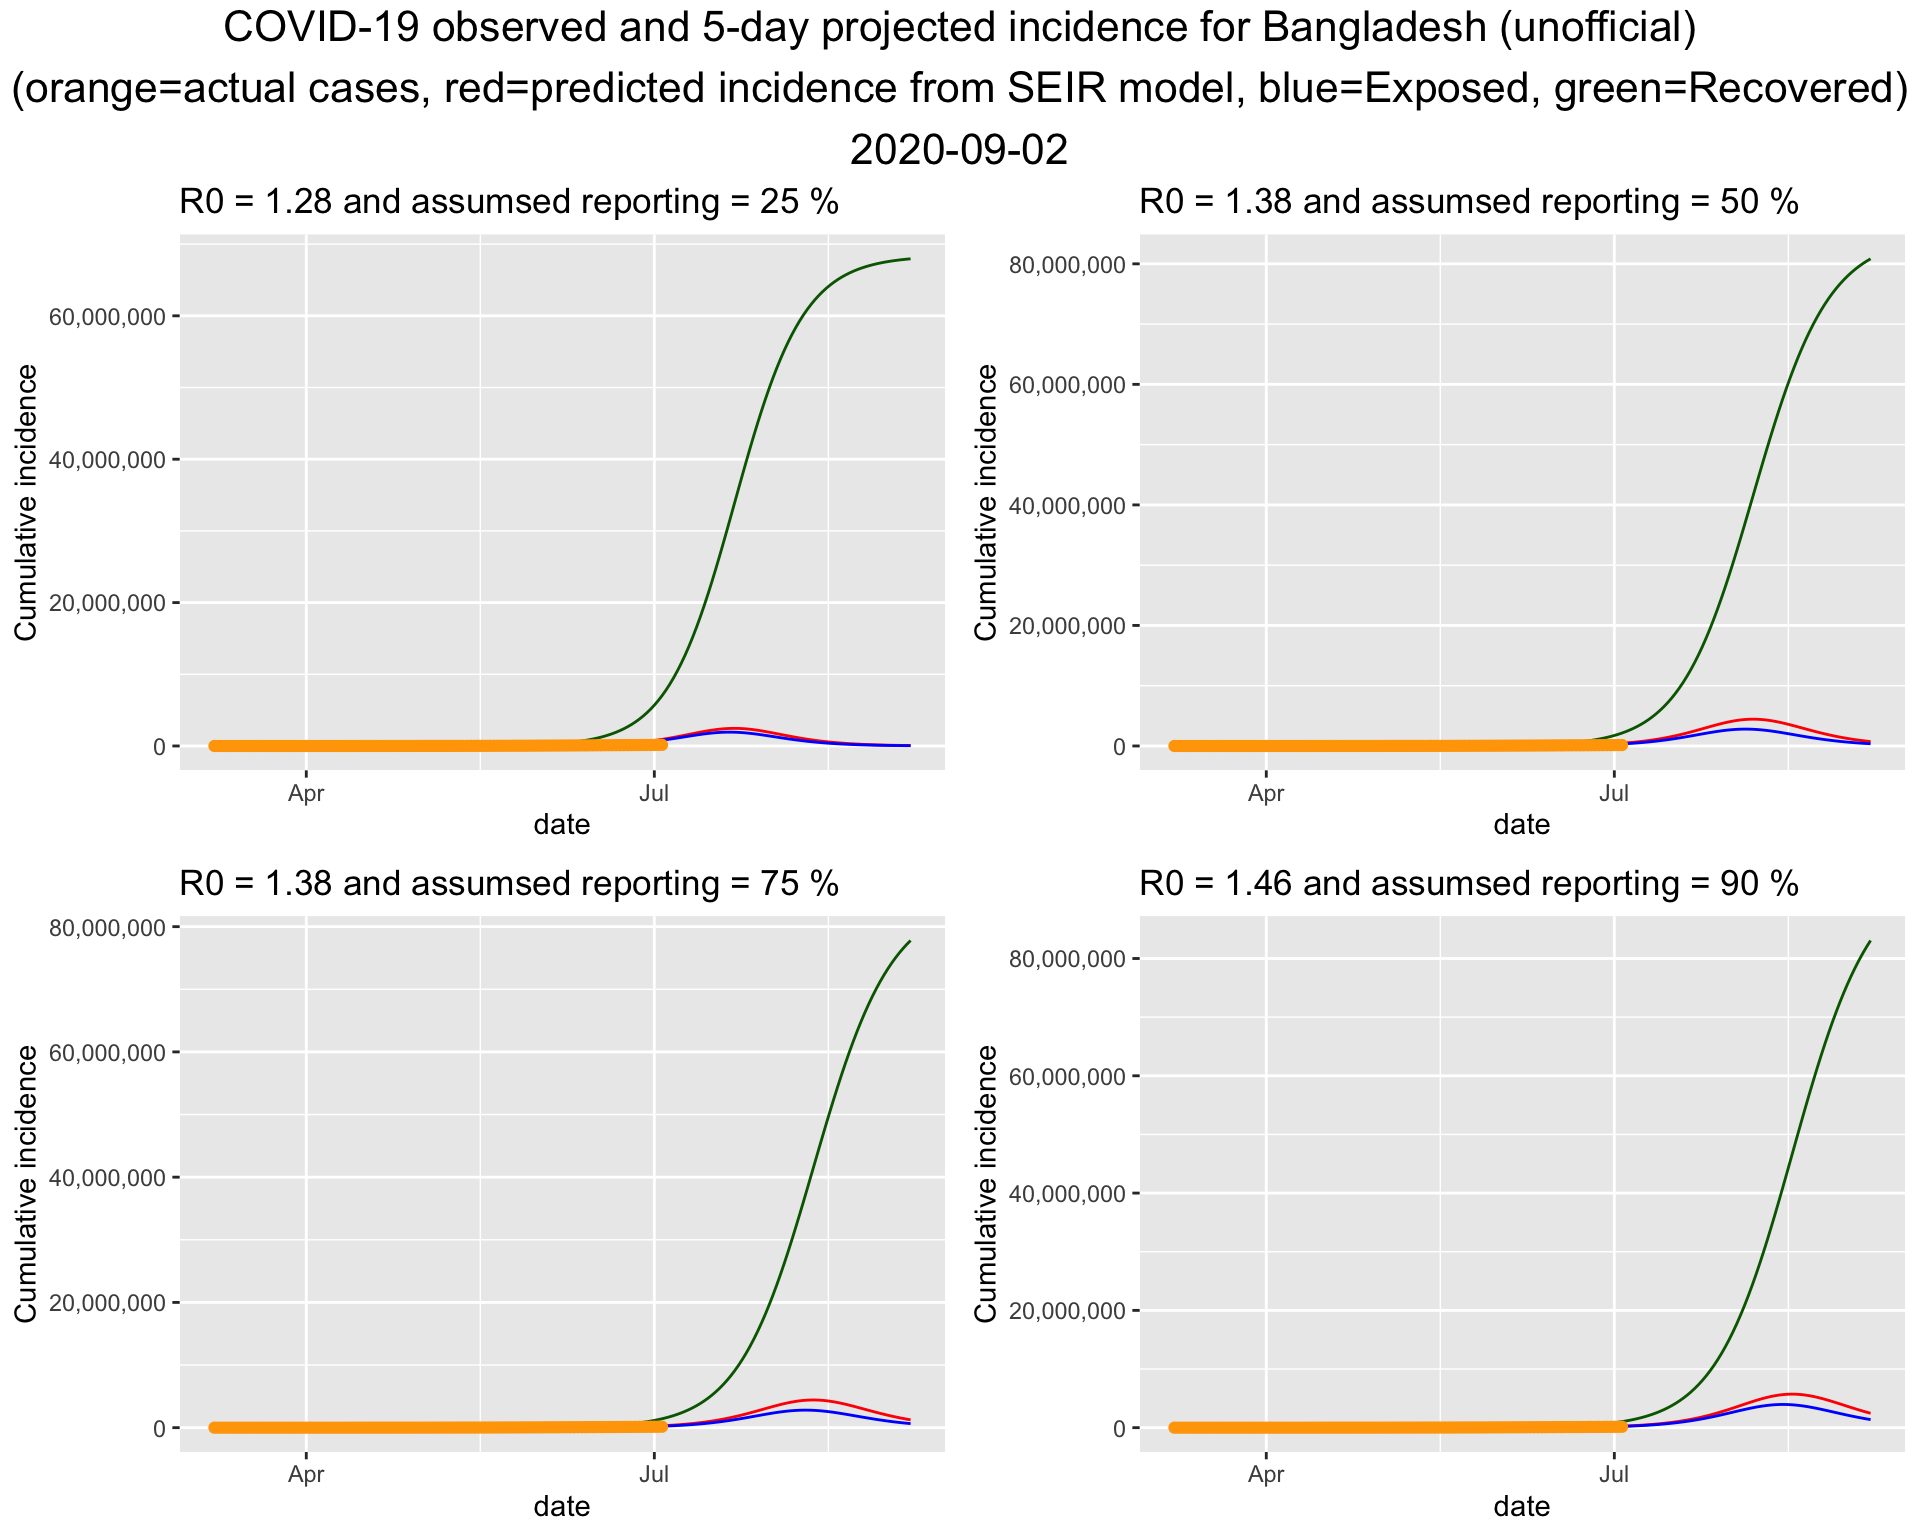 COVID-19 observed and 5-day projected incidence for Bangladesh (unofficial)
(orange=actual cases, red=predicted incidence from SEIR model, blue=Exposed, green=Recovered)
2020-09-02
R0 = 1.28 and assumsed reporting = 25 %
Cumulative incidence
60,000,000
40,000,000
20,000,000
0
Apr
Jul
date
R0 = 1.38 and assumsed reporting = 50 %
Cumulative incidence
80,000,000
60,000,000
40,000,000
20,000,000
0
Apr
Jul
date
R0 = 1.38 and assumsed reporting = 75 %
Cumulative incidence
80,000,000
60,000,000
40,000,000
20,000,000
0
Apr
Jul
date
R0 = 1.46 and assumsed reporting = 90 %
Cumulative incidence
80,000,000
60,000,000
40,000,000
20,000,000
0
Apr
Jul
date